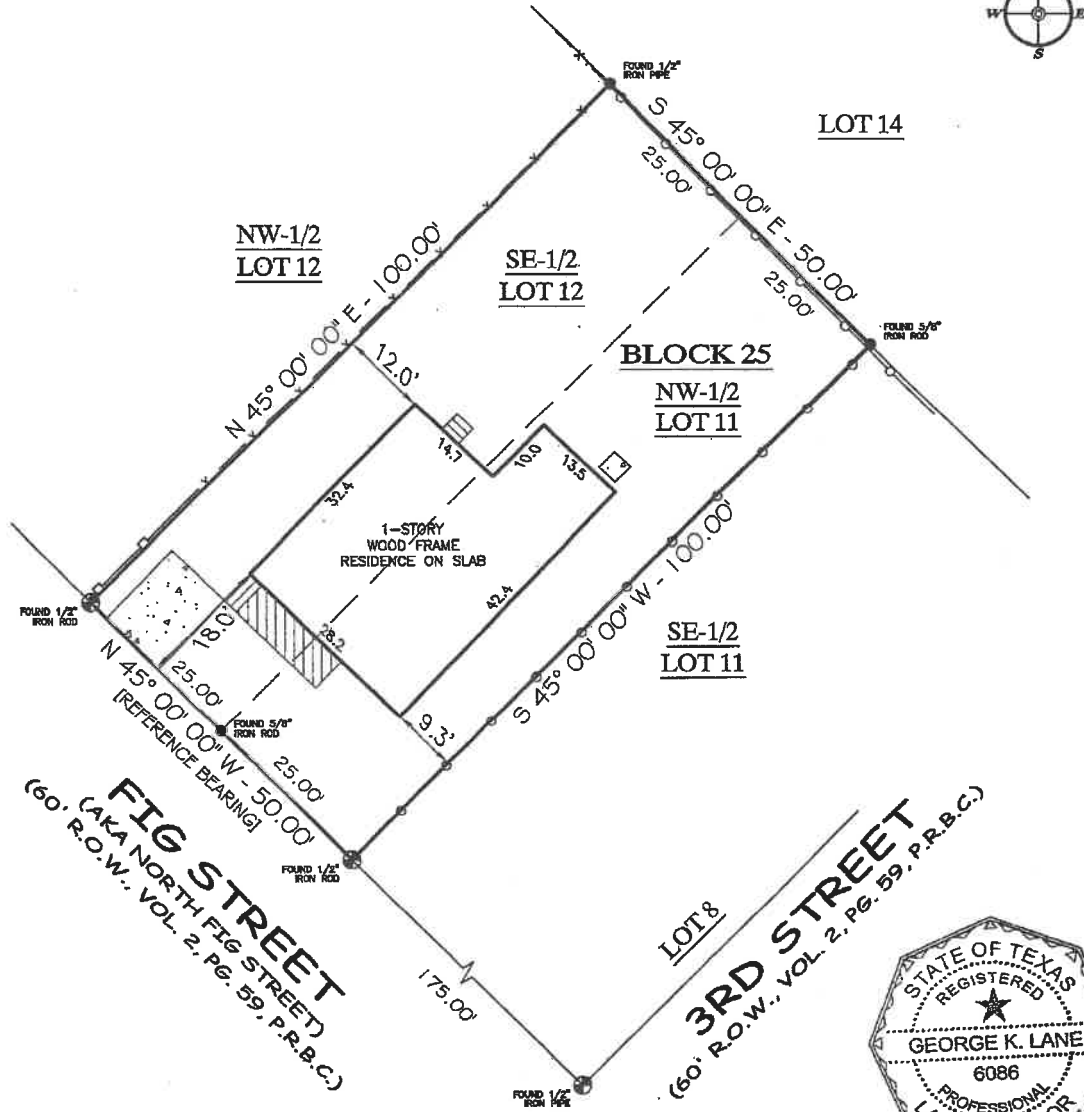 W E
S
FOUND 1/2"
IRON PIPE
S 45° 00' 00" E - 50.00'
25.00'
25.00'
LOT 14
NW-1/2
LOT 12
SE-1/2
LOT 12
N 45° 00' 00" E - 100.00'
FOUND 5/8"
IRON ROD
BLOCK 25
NW-1/2
LOT 11
12.0'
14.7
10.0
13.5
32.4
1-STORY
WOOD FRAME
RESIDENCE ON SLAB
42.4
S 45° 00' 00" W - 100.00'
SE-1/2
LOT 11
FOUND 1/2"
IRON ROD
18.0'
28.2
9.3'
25.00'
FOUND 5/8"
IRON ROD
25.00'
N 45° 00' 00" W - 50.00'
[REFERENCE BEARING]
FOUND 1/2"
IRON ROD
FIG STREET
(AKA NORTH FIG STREET)
(60' R.O.W., VOL. 2, PG. 59, P.R.B.C.)
175.00'
LOT 8
3RD STREET
(60' R.O.W., VOL. 2, PG. 59, P.R.B.C.)
FOUND 1/2"
IRON PIPE
STATE OF TEXAS
REGISTERED
GEORGE K. LANE
6086
PROFESSIONAL